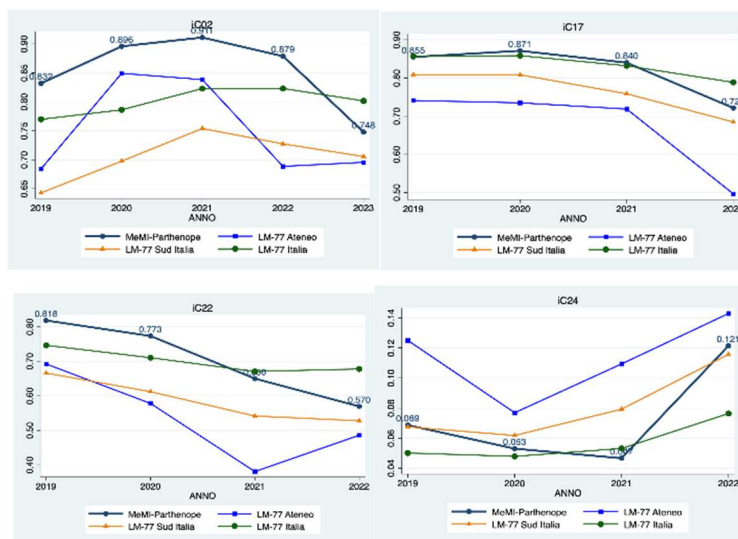 iC02
0.90
0.85
0.80
0.75
0.70
0.65
0.832
0.896
0.911
0.879
0.748
2019 2020 2021 2022 2023
ANNO
MeMI-Parthenope LM-77 Ateneo
LM-77 Sud Italia LM-77 Italia
iC17
0.90
0.80
0.70
0.60
0.50
0.855
0.871
0.840
2019 2020 2021
ANNO
MeMI-Parthenope LM-77 Ateneo
LM-77 Sud Italia LM-77 Italia
iC22
0.80
0.70
0.60
0.50
0.40
0.818
0.773
0.570
2019 2020 2021 2022
ANNO
MeMI-Parthenope LM-77 Ateneo
LM-77 Sud Italia LM-77 Italia
iC24
0.14
0.12
0.10
0.08
0.06
0.04
0.069
0.053
0.121
2019 2020 2021 2022
ANNO
MeMI-Parthenope LM-77 Ateneo
LM-77 Sud Italia LM-77 Italia